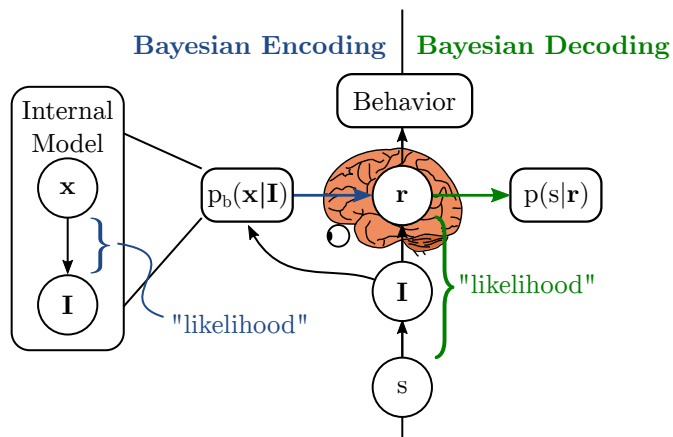 Bayesian Encoding
Bayesian Decoding
Behavior
Internal
Model
x
I
"likelihood"
p_b(x|I)
r
p(s|r)
I
"likelihood"
s